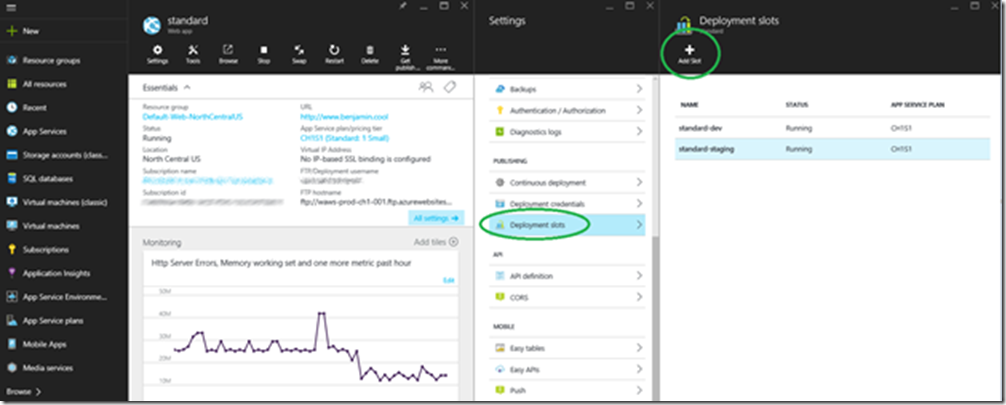 New
Resource groups
All resources
Recent
App Services
Storage accounts (class...
SQL databases
Virtual machines (classic)
Virtual machines
Subscriptions
Application Insights
App Service Environme...
App Service plans
Mobile Apps
Media services
Browse
standard
Web app
Settings
Tools
Browse
Stop
Swap
Restart
Delete
Get publish...
More comman...
Essentials
Resource group
Default-Web-NorthCentralUS
Status
Running
Location
North Central US
Subscription name
Subscription id
URL
http://www.benjamin.cool
App Service plan/pricing tier
CH1S1 (Standard: 1 Small)
Virtual IP Address
No IP-based SSL binding is configured
FTP/Deployment username
FTP hostname
ftp://waws-prod-ch1-001.ftp.azurewebsites...
All settings
Monitoring
Add tiles
Http Server Errors, Memory working set and one more metric past hour
Edit
50M
40M
30M
20M
10M
Settings
Backups
Authentication / Authorization
Diagnostics logs
PUBLISHING
Continuous deployment
Deployment credentials
Deployment slots
API
API definition
CORS
MOBILE
Easy tables
Easy APIs
Push
Deployment slots
standard
Add Slot
NAME STATUS APP SERVICE PLAN
standard-dev Running CH1S1
standard-staging Running CH1S1